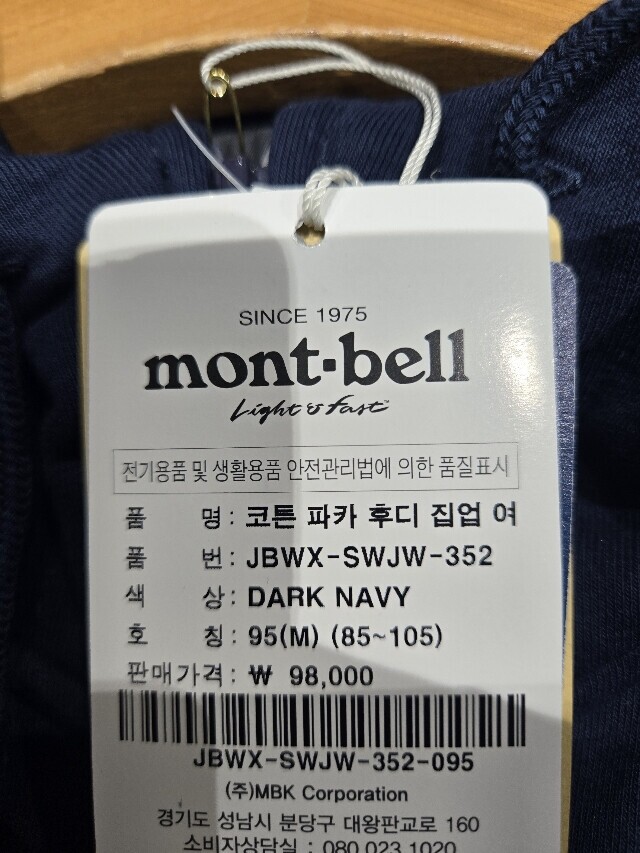 SINCE 1975
mont·bell
Light & Fast™
전기용품 및 생활용품 안전관리법에 의한 품질표시
품 명 : 코튼 파카 후디 집업 여
품 번 : JBWX-SWJW-352
색 상 : DARK NAVY
호 칭 : 95(M) (85~105)
판매가격 : ₩ 98,000
JBWX-SWJW-352-095
(주)MBK Corporation
경기도 성남시 분당구 대왕판교로 160
소비자상담실 : 080 023 1020